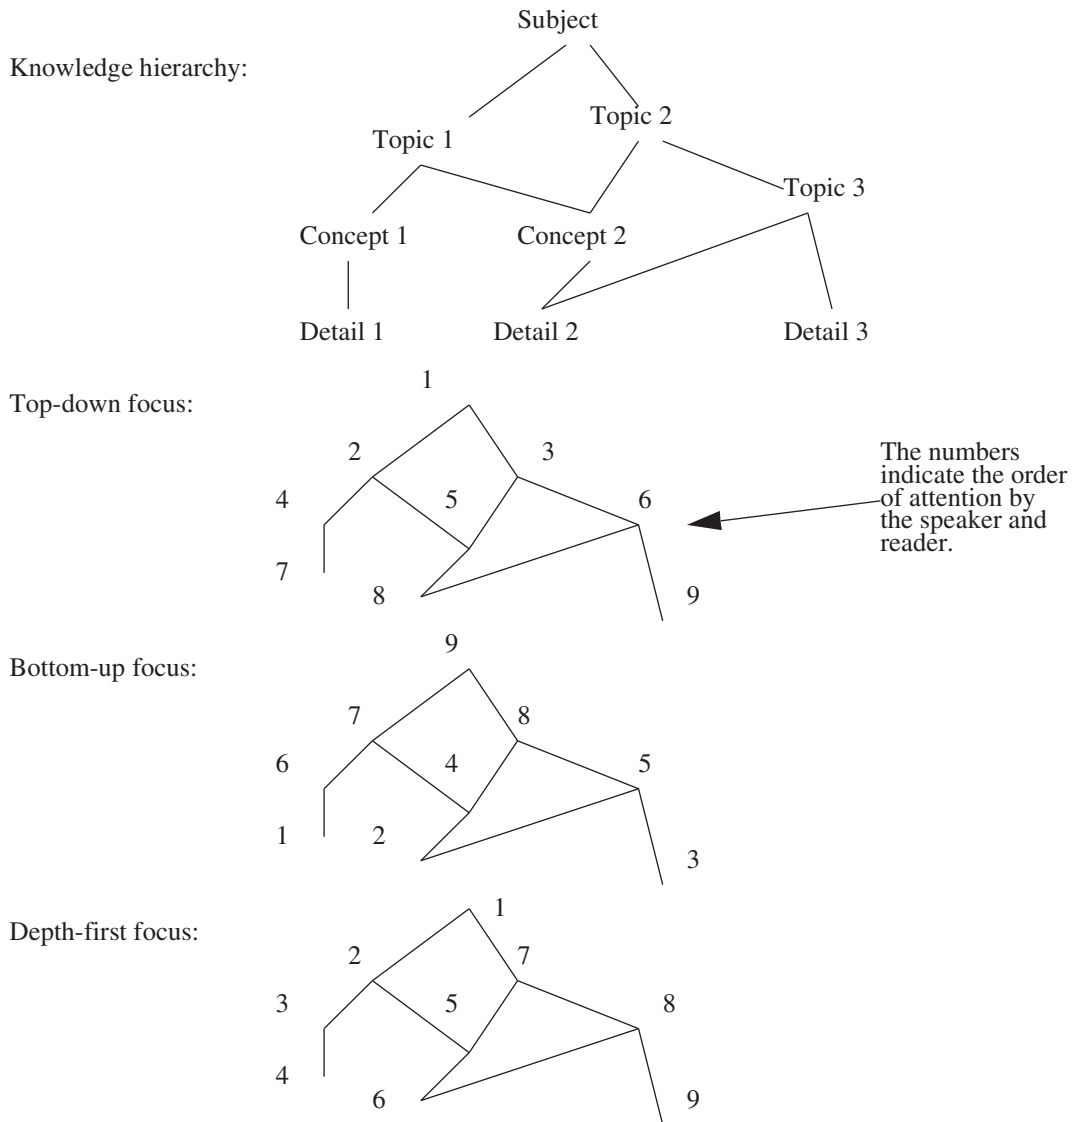 Subject
Knowledge hierarchy:
Topic 2
Topic 1
Topic 3
Concept 1
Concept 2
Detail 1
Detail 2
Detail 3
1
Top-down focus:
2
3
The numbers
indicate the order
of attention by
the speaker and
reader.
4
5
6
7
8
9
9
Bottom-up focus:
7
8
6
4
5
1
2
3
1
Depth-first focus:
2
7
3
5
8
4
6
9